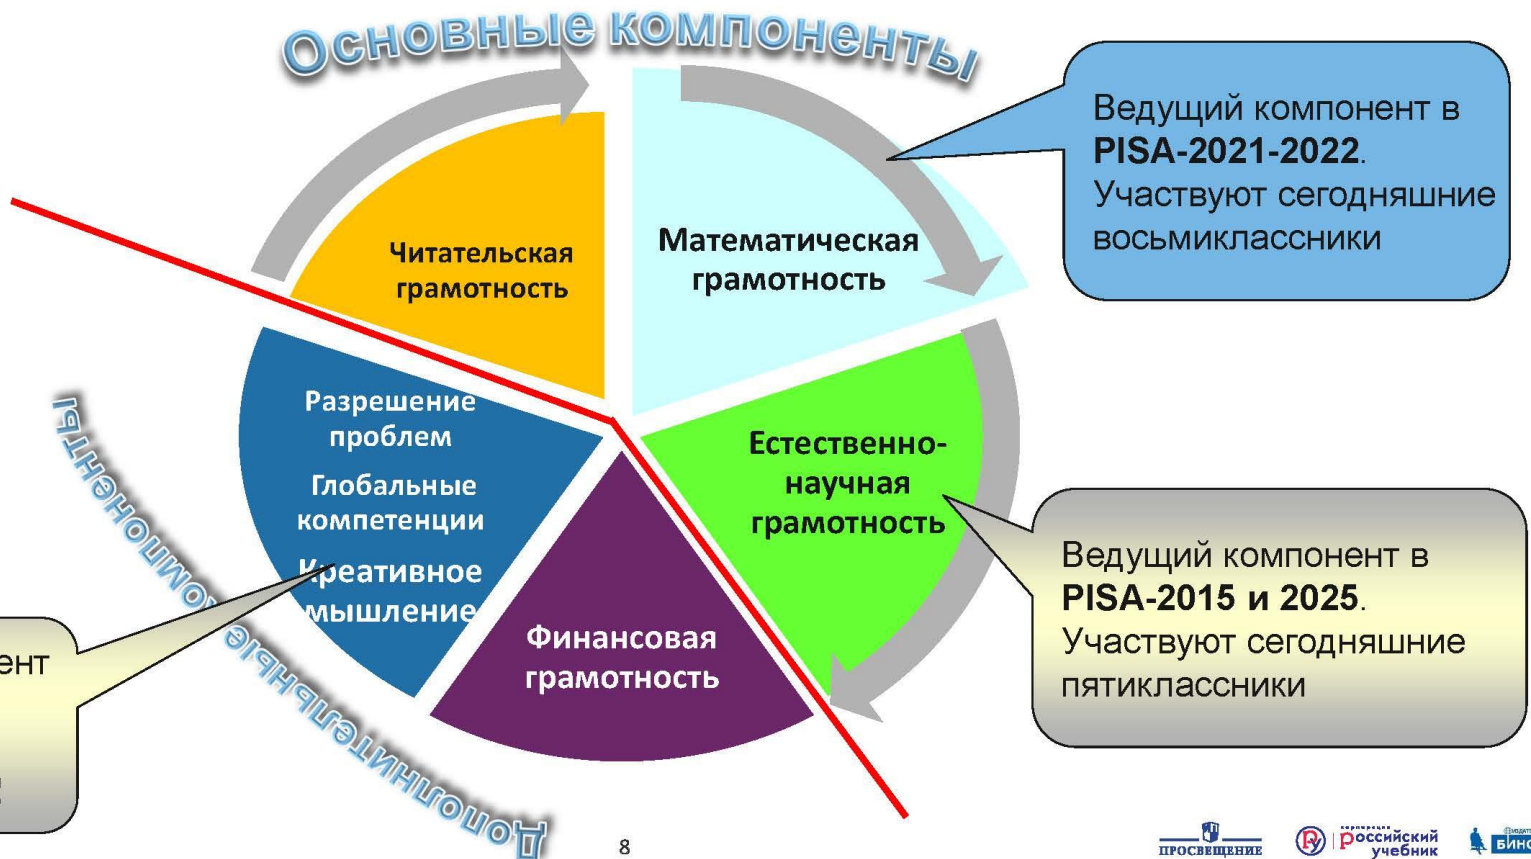 Основные компоненты
Ведущий компонент в
PISA-2021-2022.
Участвуют сегодняшние
восьмиклассники
Читательская
грамотность
Математическая
грамотность
Разрешение
проблем
Глобальные
компетенции
Креативное
мышление
Естественно-
научная
грамотность
Финансовая
грамотность
Ведущий компонент в
PISA-2015 и 2025.
Участвуют сегодняшние
пятиклассники
ент
Дополнительные компоненты
8
ПРОСВЕЩЕНИЕ
корпорация
российский
учебник